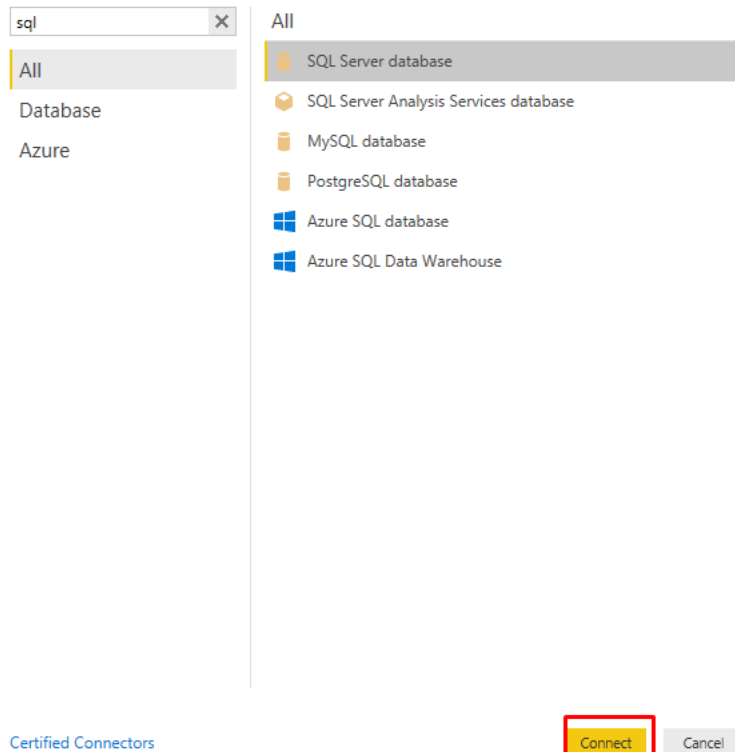 sql
All
Database
Azure
All
SQL Server database
SQL Server Analysis Services database
MySQL database
PostgreSQL database
Azure SQL database
Azure SQL Data Warehouse
Certified Connectors
Connect
Cancel